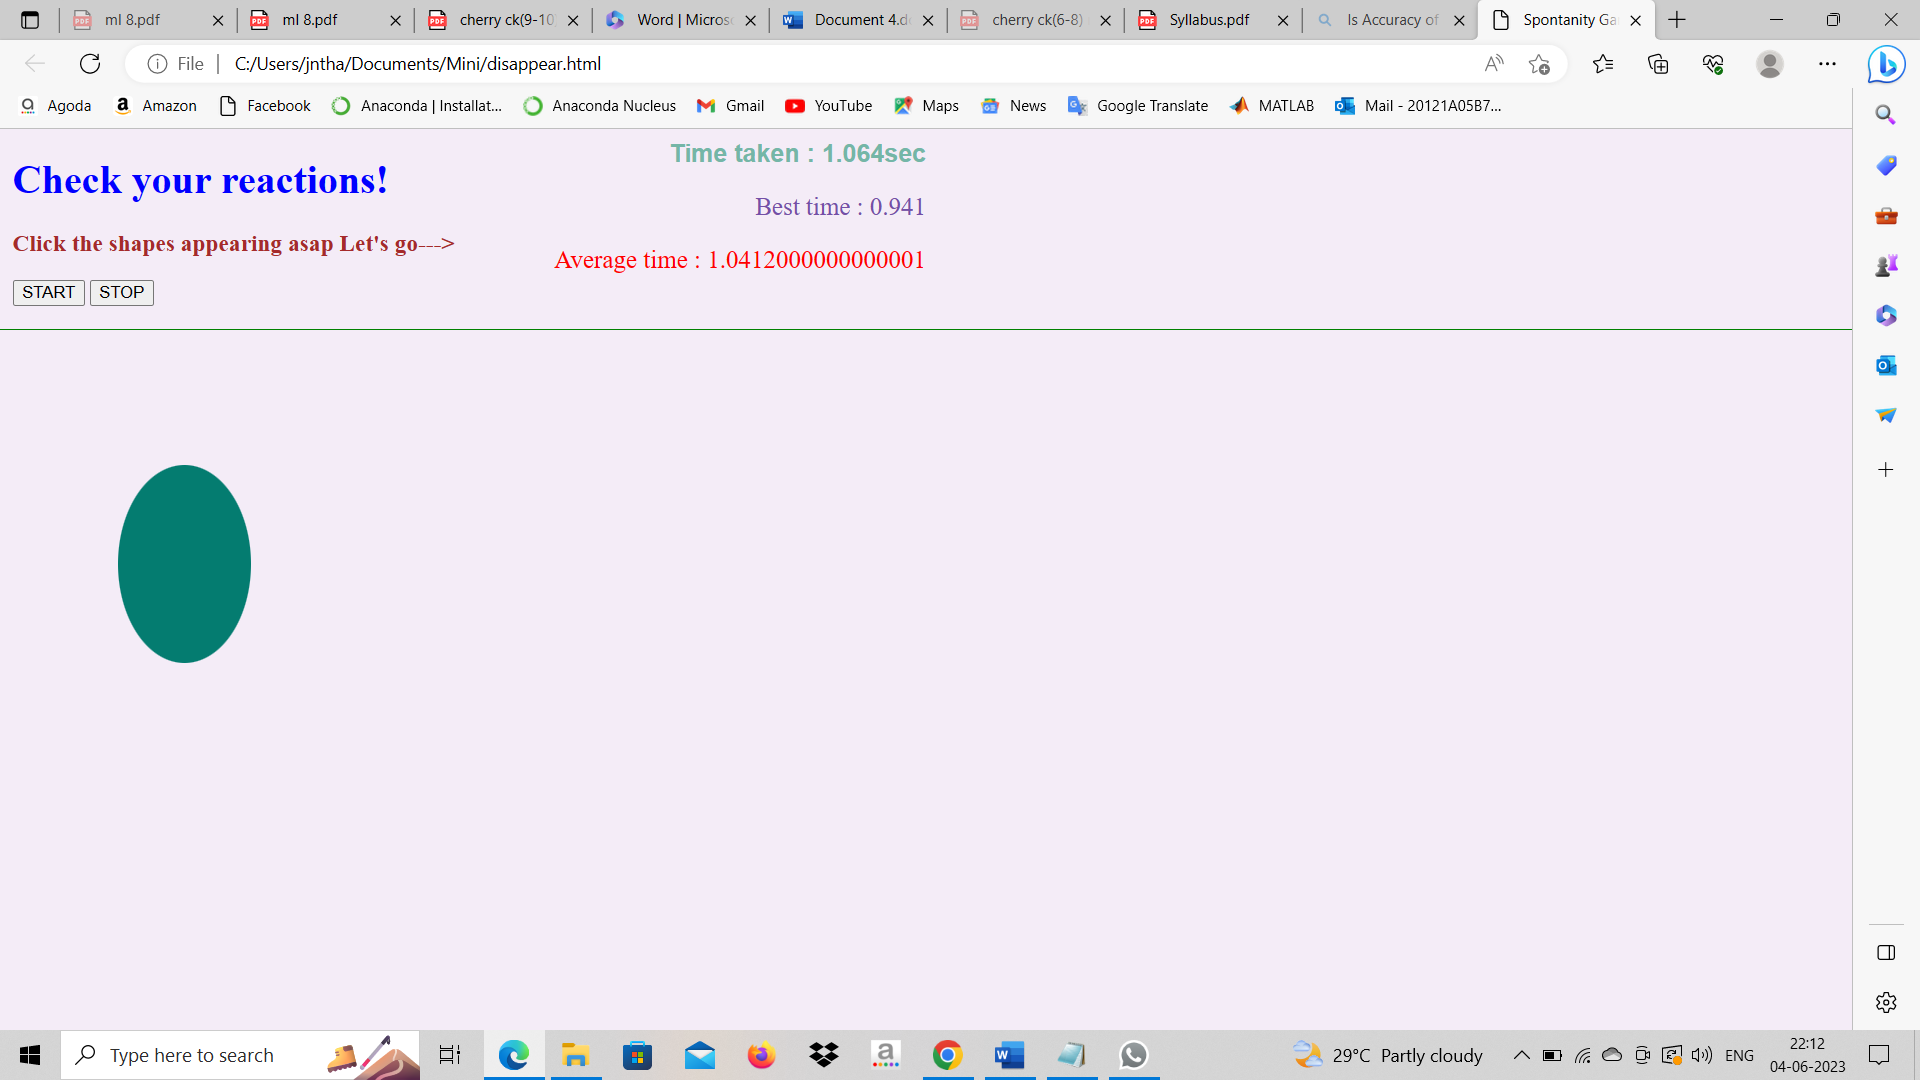 ml 8.pdf
ml 8.pdf
cherry ck(9-10
Word | Micros
Document 4.d
cherry ck(6-8)
Syllabus.pdf
Is Accuracy of
Spontanity Ga
File | C:/Users/jntha/Documents/Mini/disappear.html
Agoda
Amazon
Facebook
Anaconda | Installat...
Anaconda Nucleus
Gmail
YouTube
Maps
News
Google Translate
MATLAB
Mail - 20121A05B7...
Time taken : 1.064sec
Check your reactions!
Best time : 0.941
Click the shapes appearing asap Let's go--->
Average time : 1.0412000000000001
START STOP
Type here to search
29°C Partly cloudy
ENG
22:12
04-06-2023